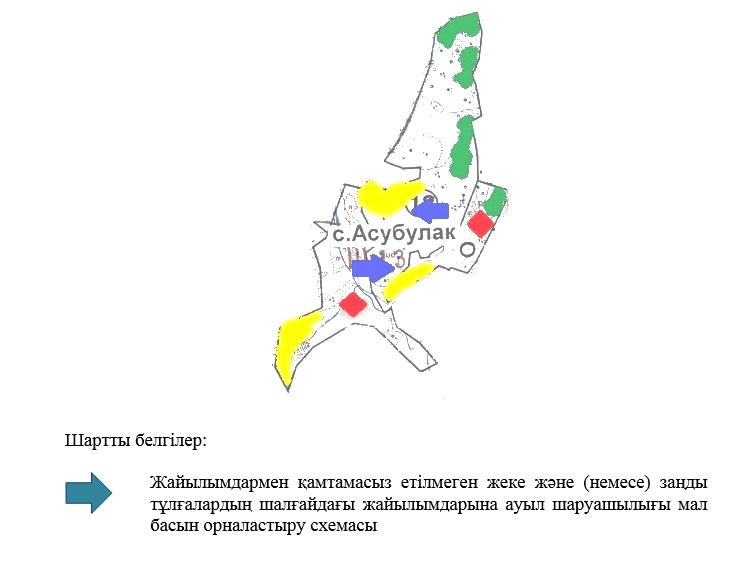 с.Асубулак
Шартты белгілер:
Жайылымдармен қамтамасыз етілмеген жеке және (немесе) заңды
тұлғалардың шалғайдағы жайылымдарына ауыл шаруашылығы мал
басын орналастыру схемасы